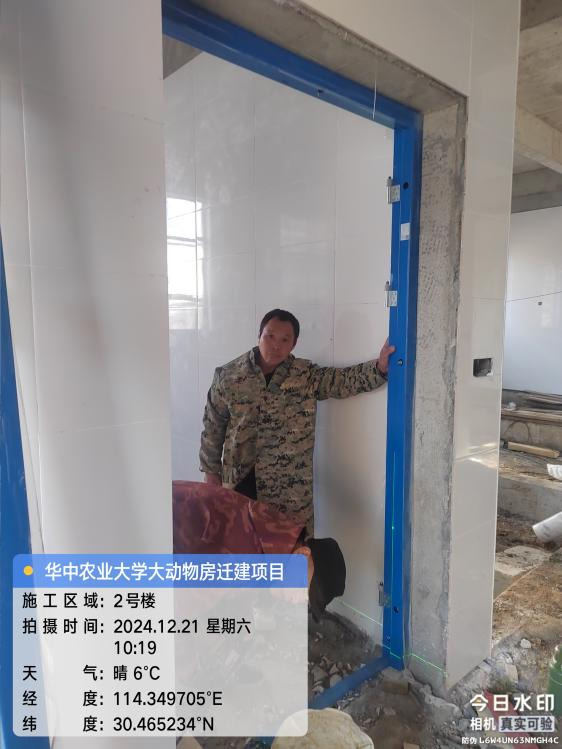 华中农业大学大动物房迁建项目
施工区域：2号楼
拍摄时间：2024.12.21 星期六
10:19
天气：晴 6°C
经度：114.349705°E
纬度：30.465234°N
今日水印
相机 真实可验
防伪 L6W4UN63NMGH4C